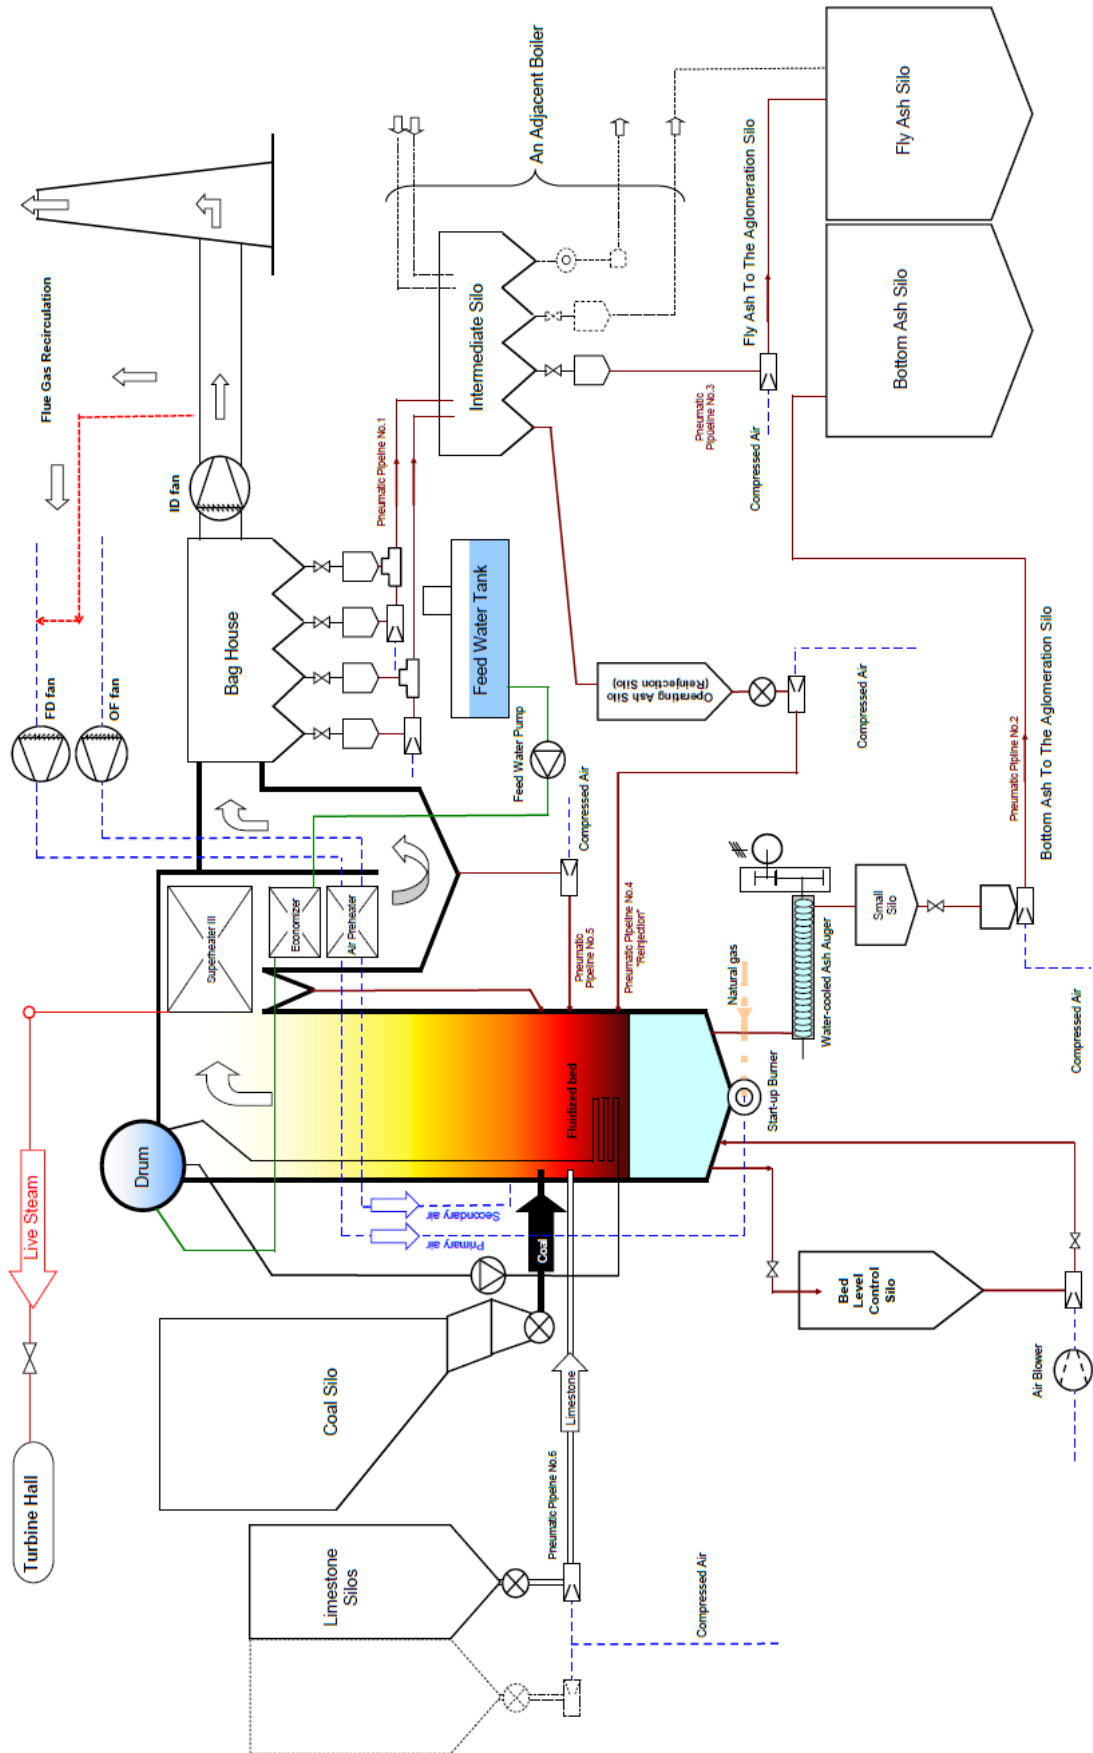 Turbine Hall
Live Steam
Limestone
Silos
Coal Silo
Drum
Superheater III
Economizer
Air Preheater
FD fan
OF fan
Flue Gas Recirculation
ID fan
Bag House
Pneumatic Pipeline No.1
Feed Water Tank
Feed Water Pump
Intermediate Silo
An Adjacent Boiler
Primary air
Secondary air
Coal
Limestone
Pneumatic Pipeline No.6
Compressed Air
Fluidized bed
Pneumatic
Pipeline No.5
Compressed Air
Pneumatic Pipeline No.4
"Reinjection"
Operating Ash Silo
(Reinjection Silo)
Compressed Air
Natural gas
Start-up Burner
Water-cooled Ash Auger
Small
Silo
Bed
Level
Control
Silo
Air Blower
Compressed Air
Pneumatic Pipline No.2
Bottom Ash To The Aglomeration Silo
Pneumatic
Pipüeline No.3
Compressed Air
Fly Ash To The Aglomeration Silo
Bottom Ash Silo
Fly Ash Silo